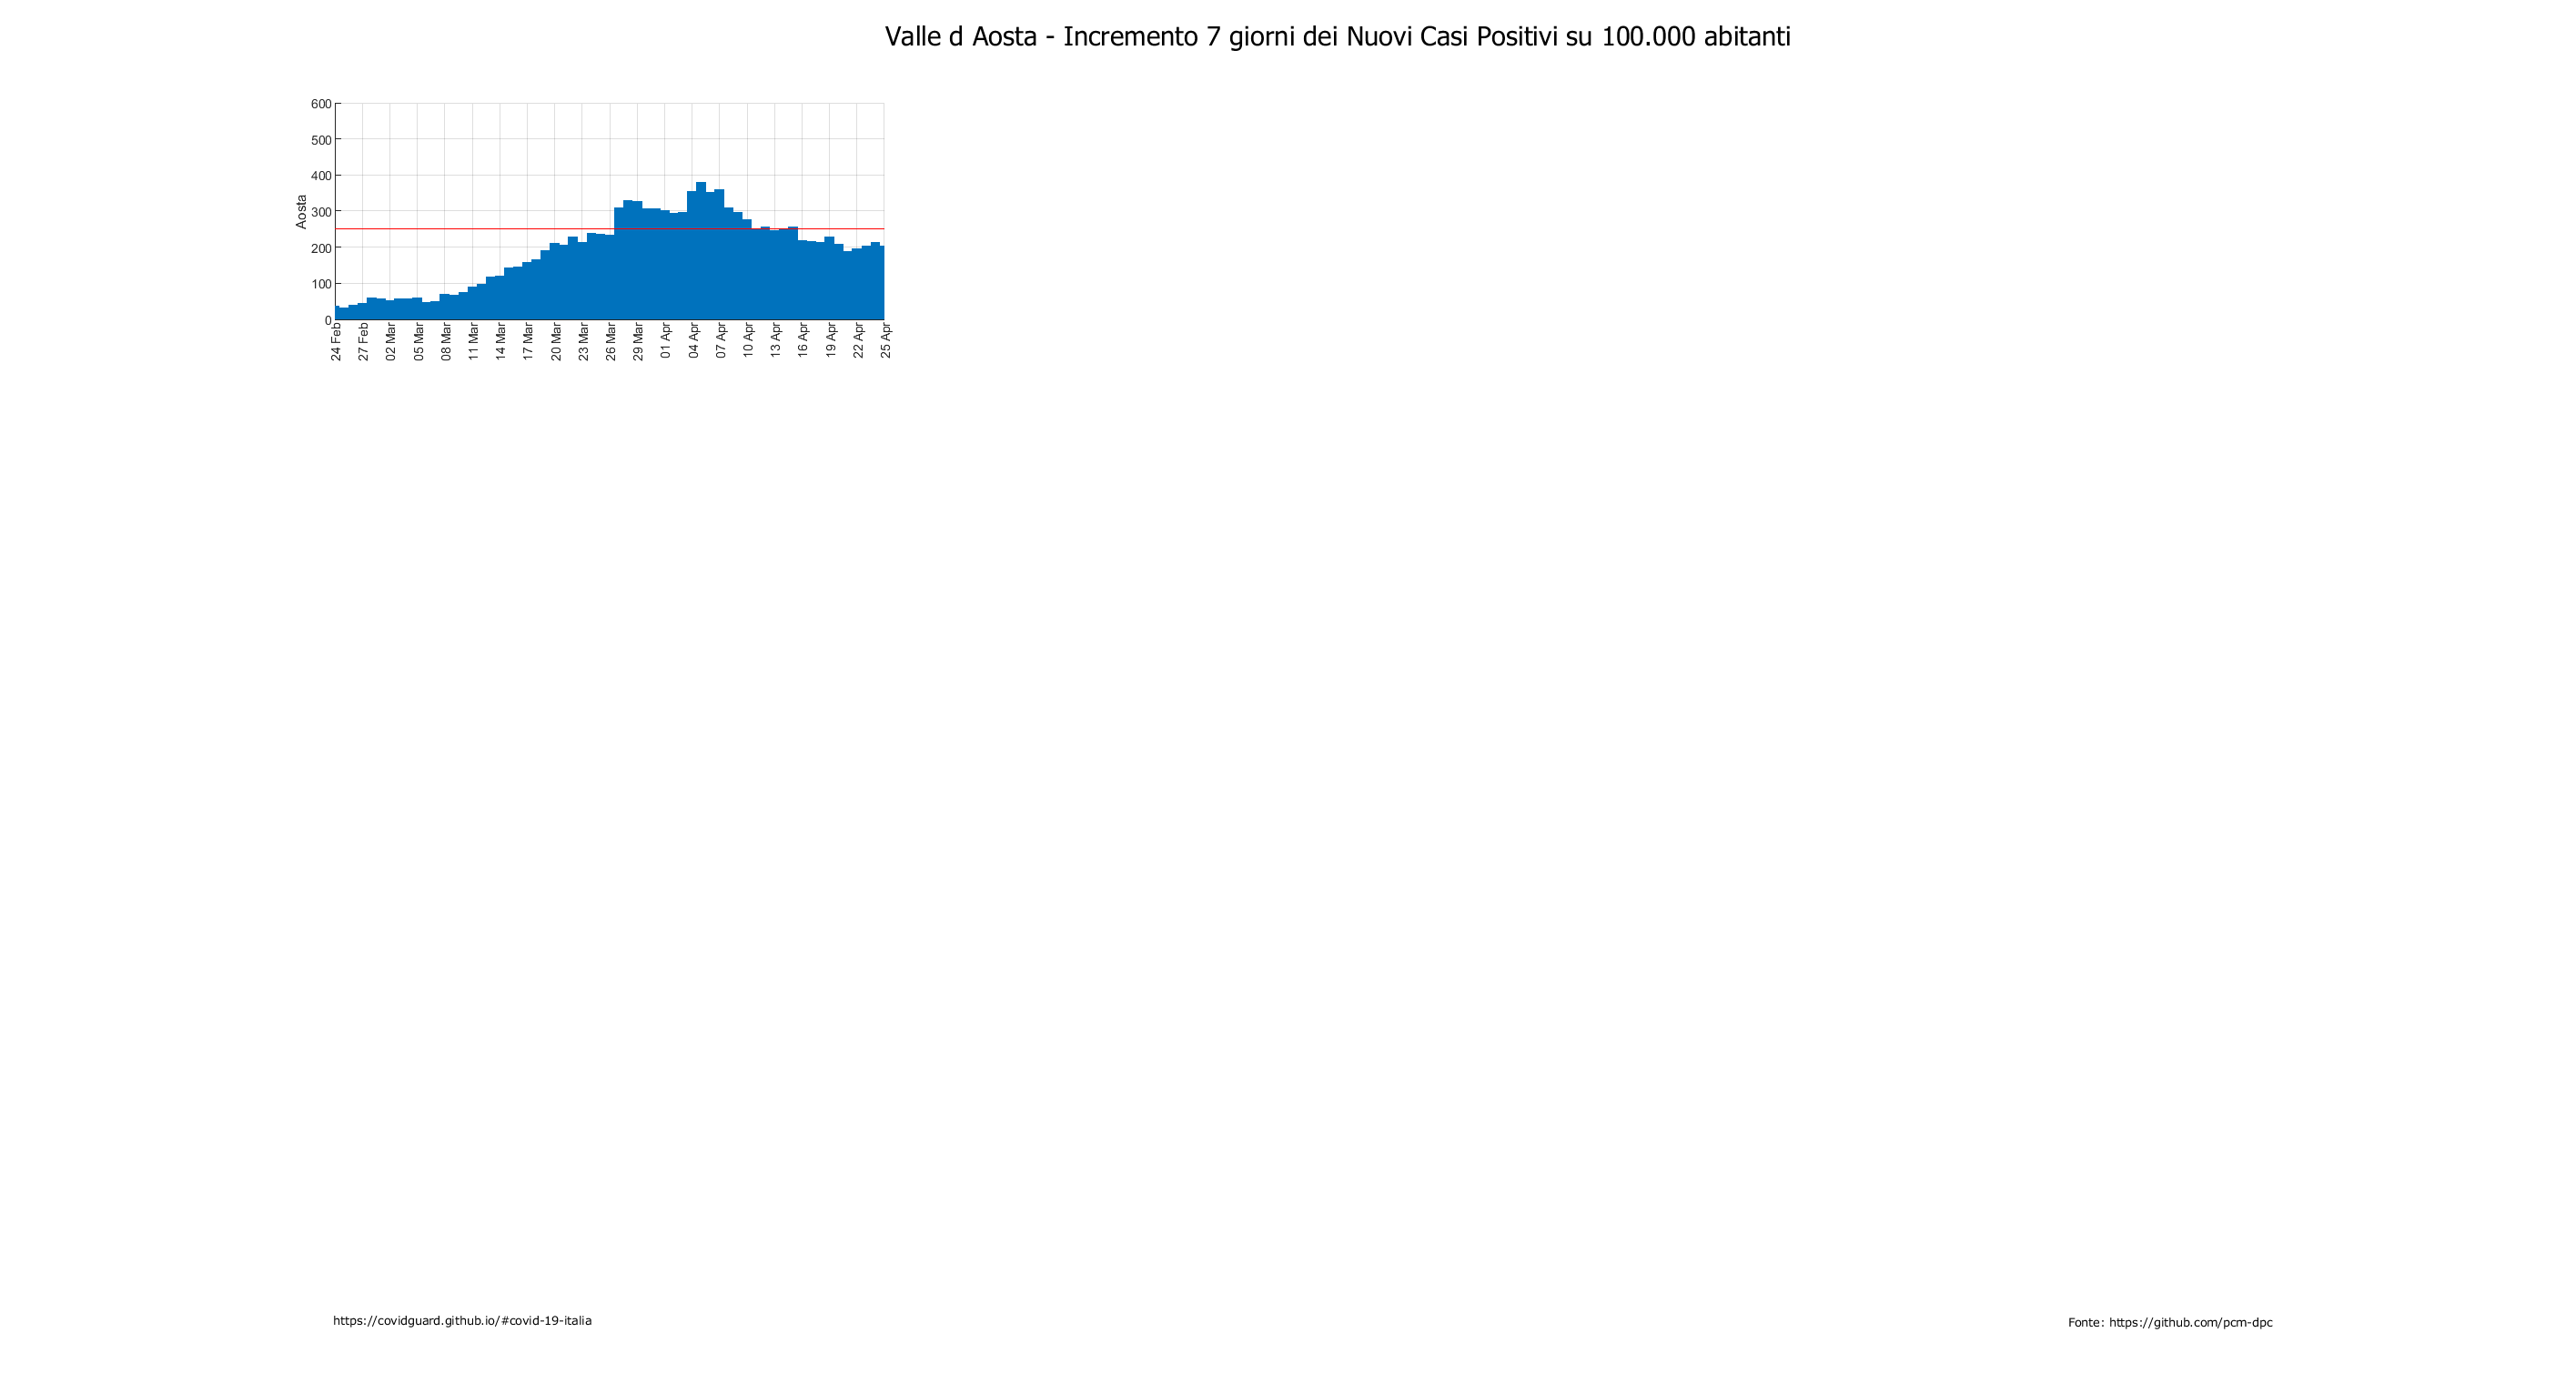 Valle d Aosta - Incremento 7 giorni dei Nuovi Casi Positivi su 100.000 abitanti
600
500
400
300
200
100
0
Aosta
24 Feb
27 Feb
02 Mar
05 Mar
08 Mar
11 Mar
14 Mar
17 Mar
20 Mar
23 Mar
26 Mar
29 Mar
01 Apr
04 Apr
07 Apr
10 Apr
13 Apr
16 Apr
19 Apr
22 Apr
25 Apr
https://covidguard.github.io/#covid-19-italia
Fonte: https://github.com/pcm-dpc